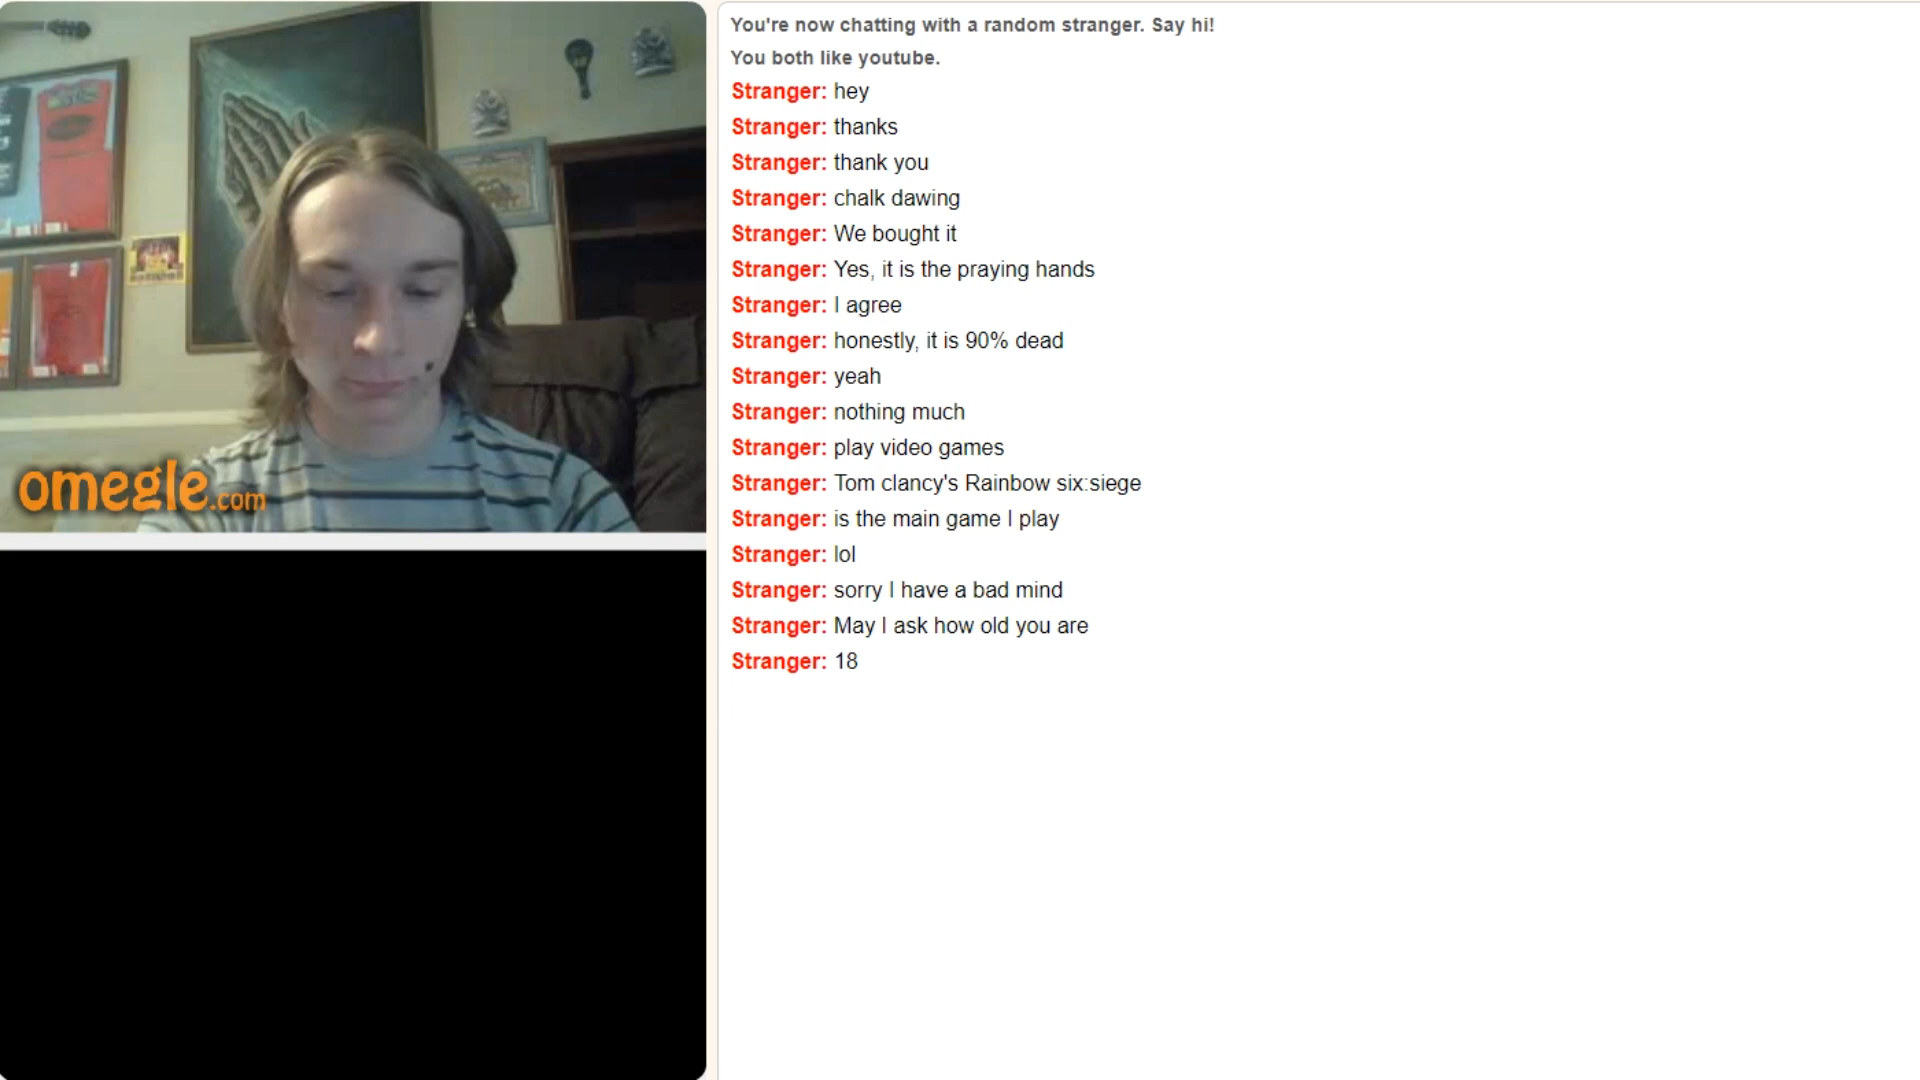 omegle.com
You're now chatting with a random stranger. Say hi!
You both like youtube.
Stranger: hey
Stranger: thanks
Stranger: thank you
Stranger: chalk dawing
Stranger: We bought it
Stranger: Yes, it is the praying hands
Stranger: I agree
Stranger: honestly, it is 90% dead
Stranger: yeah
Stranger: nothing much
Stranger: play video games
Stranger: Tom clancy's Rainbow six:siege
Stranger: is the main game I play
Stranger: lol
Stranger: sorry I have a bad mind
Stranger: May I ask how old you are
Stranger: 18